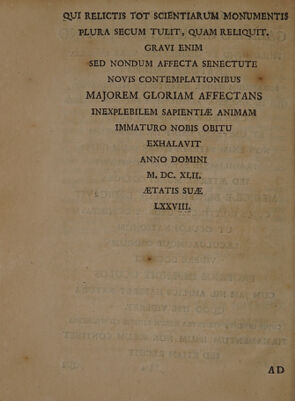 QUI RELICTIS TOT SCIENTIARUM MONUMENTIS
PLURA SECUM TULIT, QUAM RELIQUIT.
GRAVI ENIM
SED NONDUM AFFECTA SENECTUTE
NOVIS CONTEMPLATIONIBUS
MAJOREM GLORIAM AFFECTANS
INEXPLEBILEM SAPIENTIÆ ANIMAM
IMMATURO NOBIS OBITU
EXHALAVIT
ANNO DOMINI
M. DC. XLII.
ÆTATIS SUÆ
LXXVIII.
AD